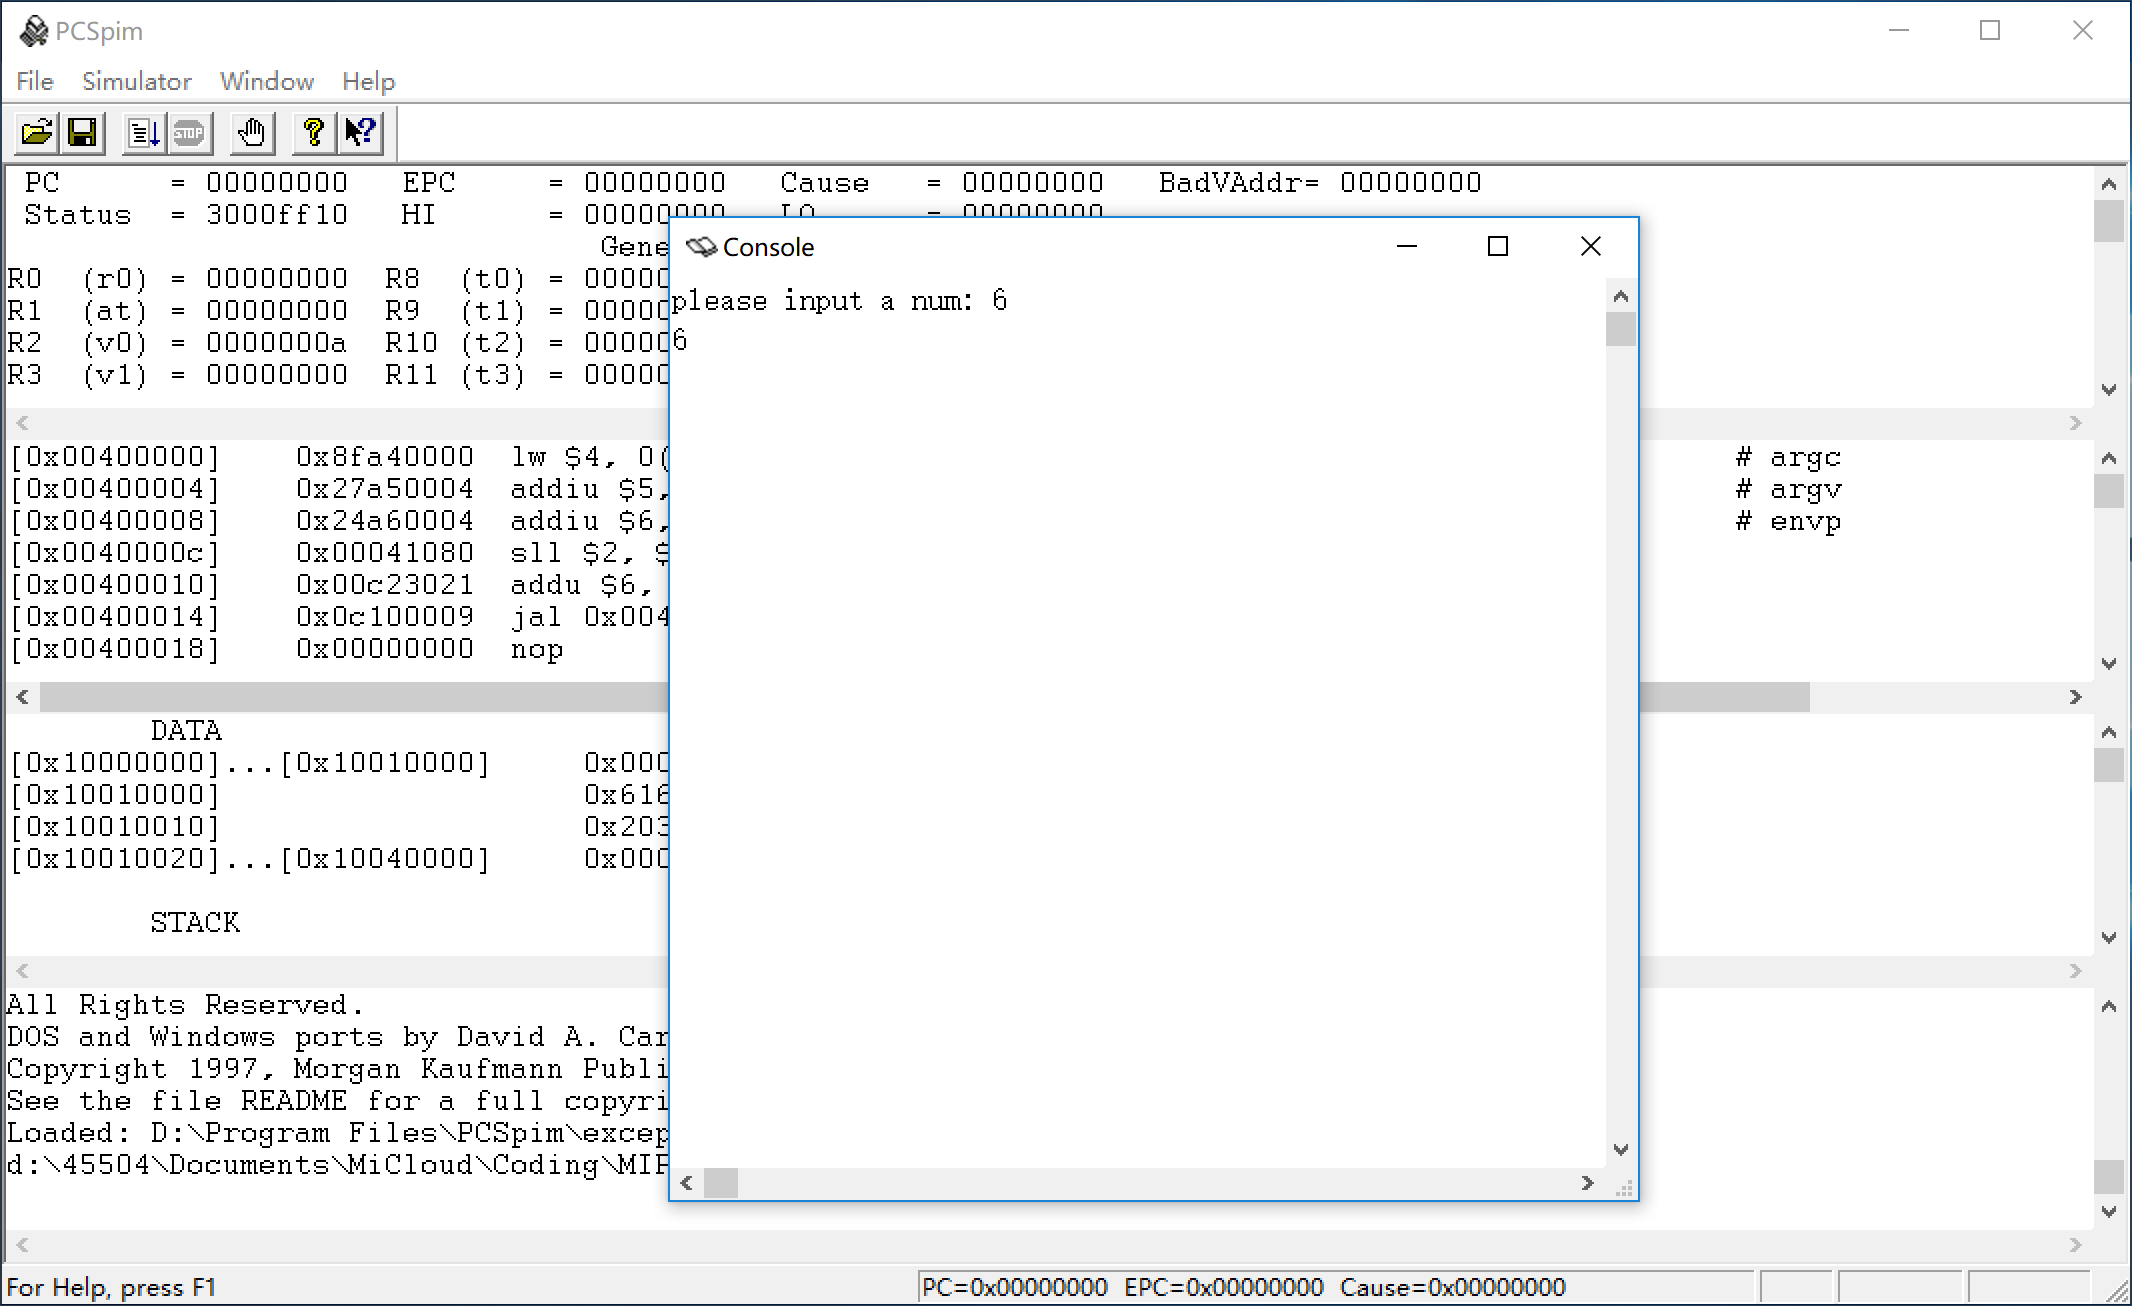 PCSpim
File Simulator Window Help
STOP
PC = 00000000 EPC = 00000000 Cause = 00000000 BadVAddr= 00000000
Status = 3000ff10 HI = 00000000 LO = 00000000
Gene
R0 (r0) = 00000000 R8 (t0) = 00000
R1 (at) = 00000000 R9 (t1) = 00000
R2 (v0) = 0000000a R10 (t2) = 00000
R3 (v1) = 00000000 R11 (t3) = 00000
Console
please input a num: 6
6
[0x00400000] 0x8fa40000 lw $4, 0( # argc
[0x00400004] 0x27a50004 addiu $5, # argv
[0x00400008] 0x24a60004 addiu $6, # envp
[0x0040000c] 0x00041080 sll $2, $
[0x00400010] 0x00c23021 addu $6,
[0x00400014] 0x0c100009 jal 0x004
[0x00400018] 0x00000000 nop
DATA
[0x10000000]...[0x10010000] 0x000
[0x10010000] 0x616
[0x10010010] 0x203
[0x10010020]...[0x10040000] 0x000
STACK
All Rights Reserved.
DOS and Windows ports by David A. Car
Copyright 1997, Morgan Kaufmann Publi
See the file README for a full copyri
Loaded: D:\Program Files\PCSpim\excep
d:\45504\Documents\MiCloud\Coding\MIP
For Help, press F1
PC=0x00000000 EPC=0x00000000 Cause=0x00000000